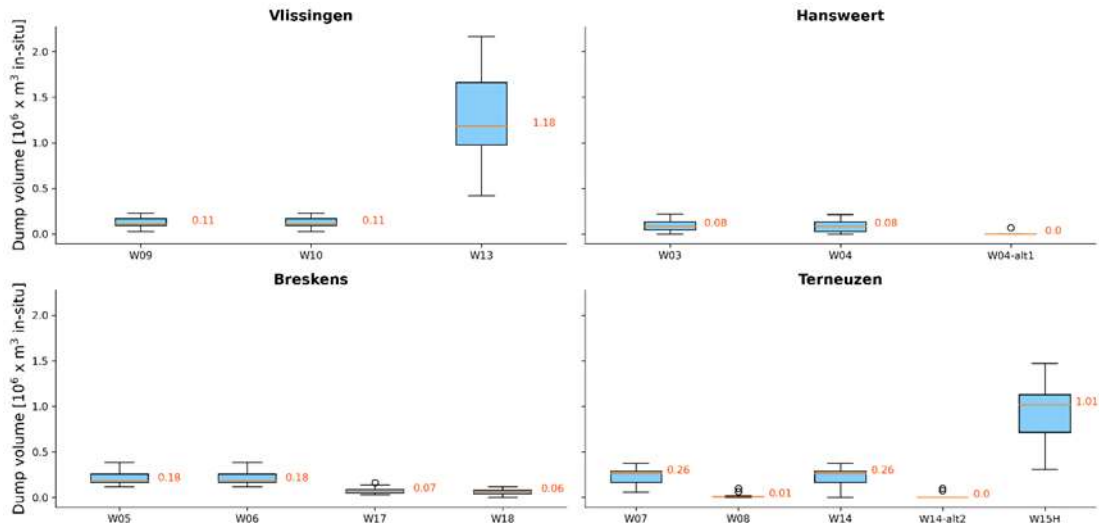 Vlissingen
Dump volume [10⁶ x m³ in-situ]
2.0
1.5
1.0
0.5
0.0
0.11
0.11
1.18
W09
W10
W13
Hansweert
0.08
0.08
0.0
W03
W04
W04-alt1
Breskens
Dump volume [10⁶ x m³ in-situ]
2.0
1.5
1.0
0.5
0.0
0.18
0.18
0.07
0.06
W05
W06
W17
W18
Terneuzen
0.26
0.01
0.26
0.0
1.01
W07
W08
W14
W14-alt2
W15H